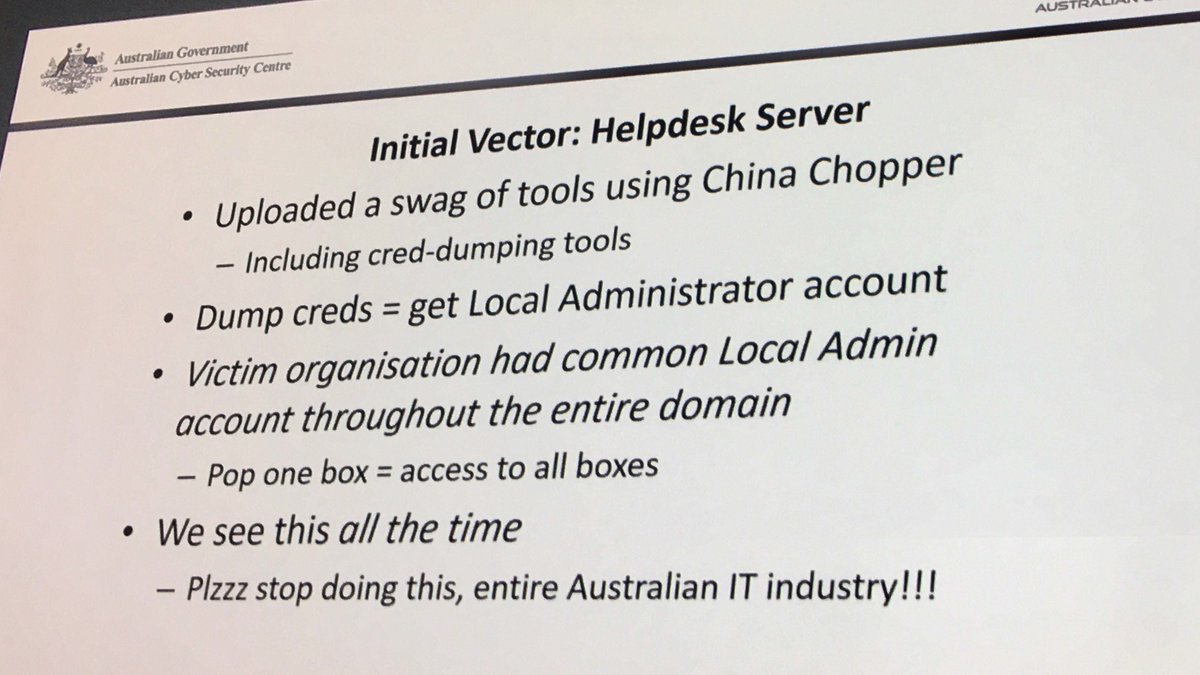 AUSTRALIAN
Australian Government
Australian Cyber Security Centre
Initial Vector: Helpdesk Server
• Uploaded a swag of tools using China Chopper
– Including cred-dumping tools
• Dump creds = get Local Administrator account
• Victim organisation had common Local Admin
account throughout the entire domain
– Pop one box = access to all boxes
• We see this all the time
– Plzzz stop doing this, entire Australian IT industry!!!